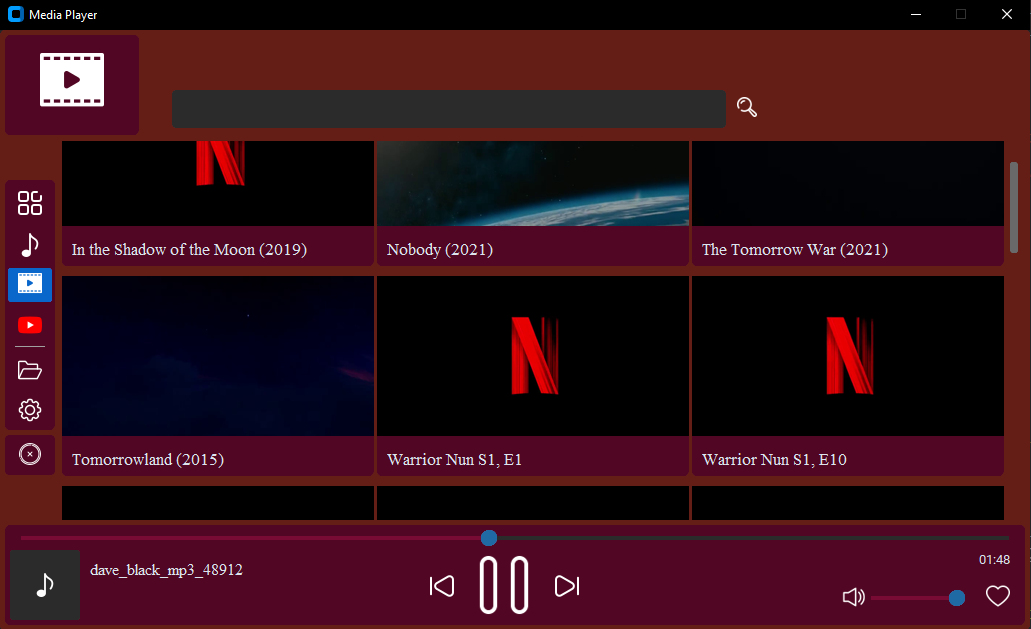 Media Player
In the Shadow of the Moon (2019)
Nobody (2021)
The Tomorrow War (2021)
Tomorrowland (2015)
Warrior Nun S1, E1
Warrior Nun S1, E10
01:48
dave_black_mp3_48912